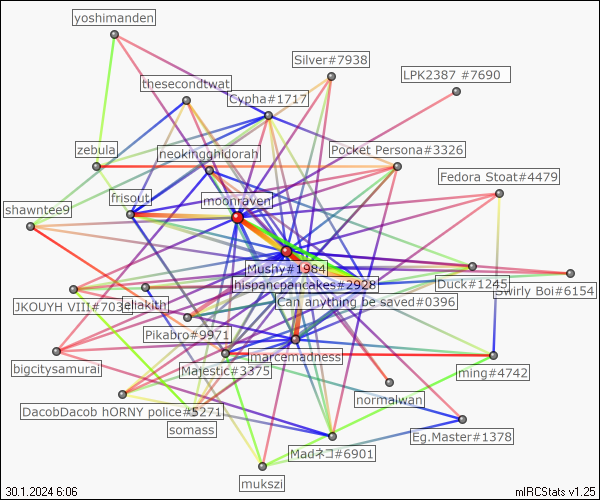 yoshimanden
Silver#7938
LPK2387 #7690
thesecondtwat
Cypha#1717
zebula
neokingghidorah
Pocket Persona#3326
Fedora Stoat#4479
frisout
moonraven
shawntee9
Mushy#1984
hispancpancakes#2928
Duck#1245
Swirly Boi#6154
JKOUYH VIII#703
eliakith
Can anything be saved#0396
Pikabro#9971
marcemadness
bigcitysamurai
Majestic#3375
ming#4742
normalwan
DacobDacob hORNY police#5271
somass
Eg.Master#1378
Madネコ#6901
mukszi
30.1.2024 6:06
mIRCStats v1.25